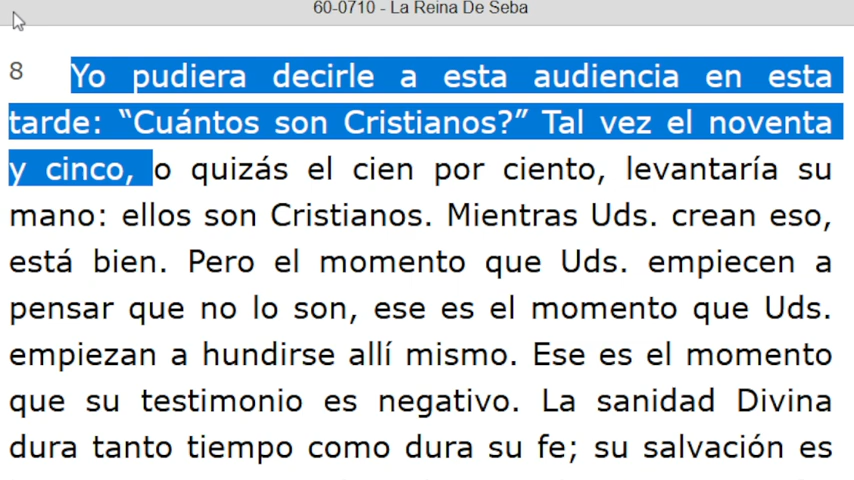 60-0710 - La Reina De Seba
8 Yo pudiera decirle a esta audiencia en esta
tarde: “Cuántos son Cristianos?” Tal vez el noventa
y cinco, o quizás el cien por ciento, levantaría su
mano: ellos son Cristianos. Mientras Uds. crean eso,
está bien. Pero el momento que Uds. empiecen a
pensar que no lo son, ese es el momento que Uds.
empiezan a hundirse allí mismo. Ese es el momento
que su testimonio es negativo. La sanidad Divina
dura tanto tiempo como dura su fe; su salvación es